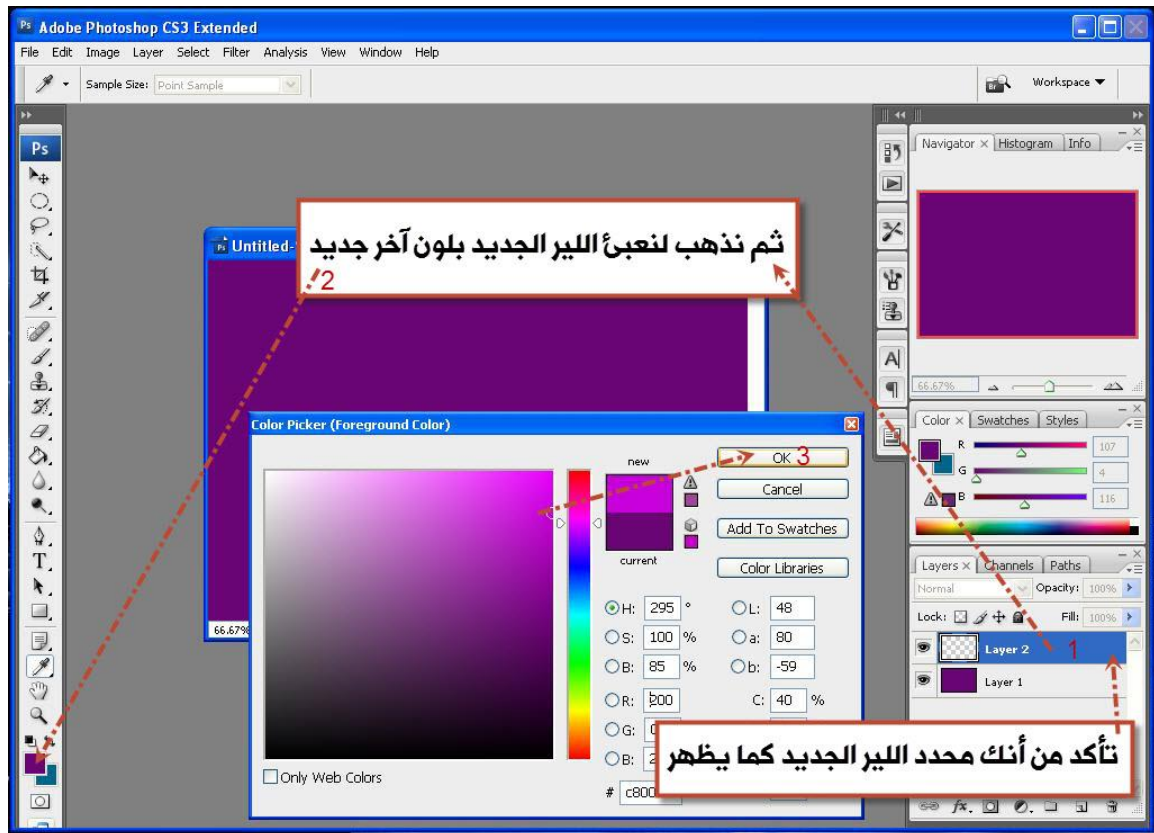 Ps Adobe Photoshop CS3 Extended
File Edit Image Layer Select Filter Analysis View Window Help
Sample Size: Point Sample
Workspace
Ps
Navigator × Histogram Info
66.67%
Untitled-
ثم نذهب لنعبئ اللير الجديد بلون آخر جديد
2
Color × Swatches Styles
R 107
G 4
B 116
Color Picker (Foreground Color)
new
current
OK 3
Cancel
Add To Swatches
Color Libraries
H: 295 °
S: 100 %
B: 85 %
R: 200
G:
B:
L: 48
a: 80
b: -59
C: 40 %
# c800
Only Web Colors
66.67%
Layers × Channels Paths
Normal Opacity: 100%
Lock: Fill: 100%
Layer 2 1
Layer 1
تأكد من أنك محدد اللير الجديد كما يظهر